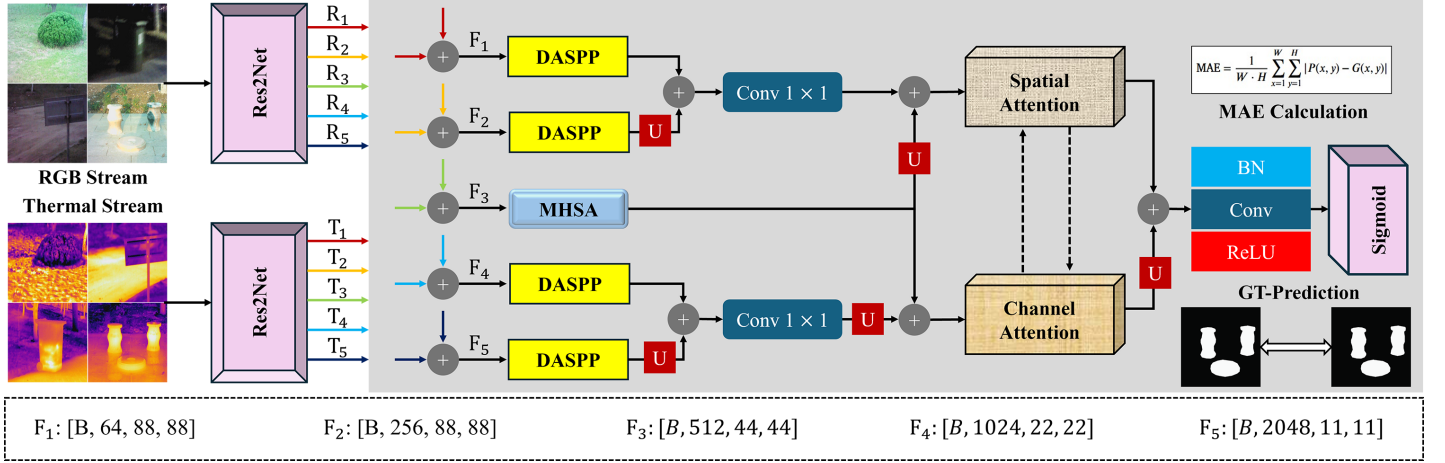 RGB Stream
Thermal Stream
Res2Net
R1
R2
R3
R4
R5
Res2Net
T1
T2
T3
T4
T5
+
F1
DASPP
+
F2
DASPP
U
+
Conv 1 × 1
+
U
+
F3
MHSA
+
F4
DASPP
+
F5
DASPP
U
+
Conv 1 × 1
U
+
Spatial
Attention
Channel
Attention
U
+
MAE = 1/(W · H) ∑_{x=1}^{W} ∑_{y=1}^{H} |P(x, y) − G(x, y)|
MAE Calculation
BN
Conv
ReLU
Sigmoid
GT-Prediction
F1: [B, 64, 88, 88]
F2: [B, 256, 88, 88]
F3: [B, 512, 44, 44]
F4: [B, 1024, 22, 22]
F5: [B, 2048, 11, 11]